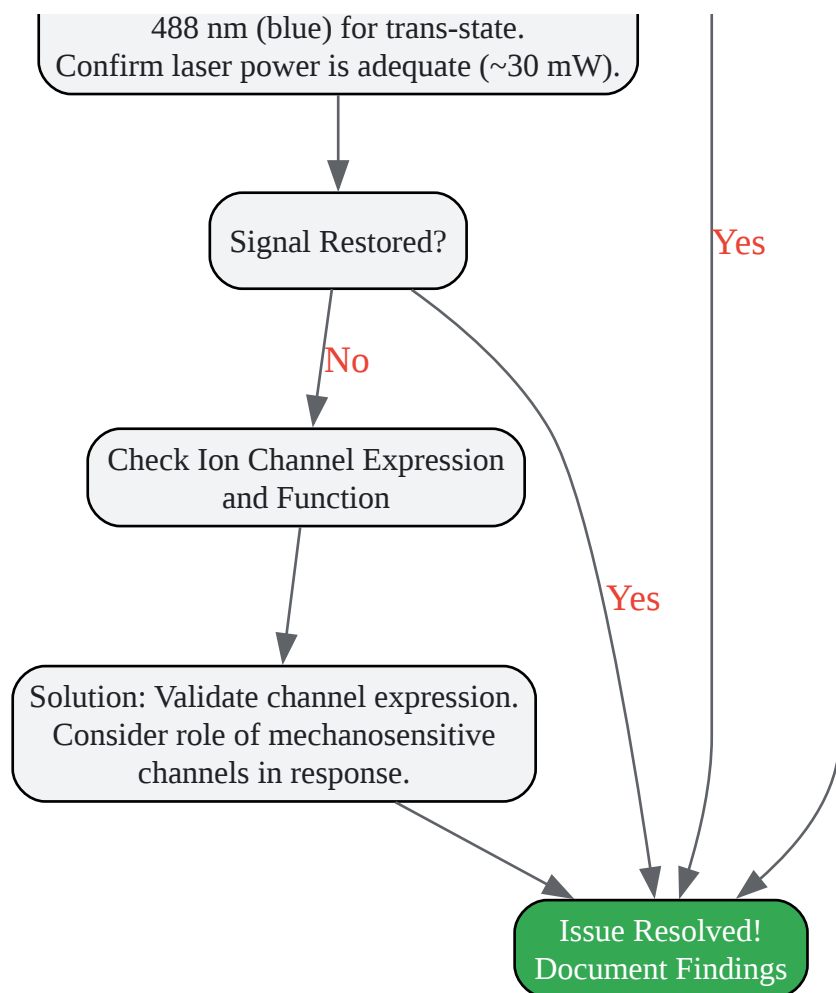 488 nm (blue) for trans-state.
Confirm laser power is adequate (~30 mW).
Signal Restored?
Yes
No
Check Ion Channel Expression
and Function
Yes
Solution: Validate channel expression.
Consider role of mechanosensitive
channels in response.
Issue Resolved!
Document Findings